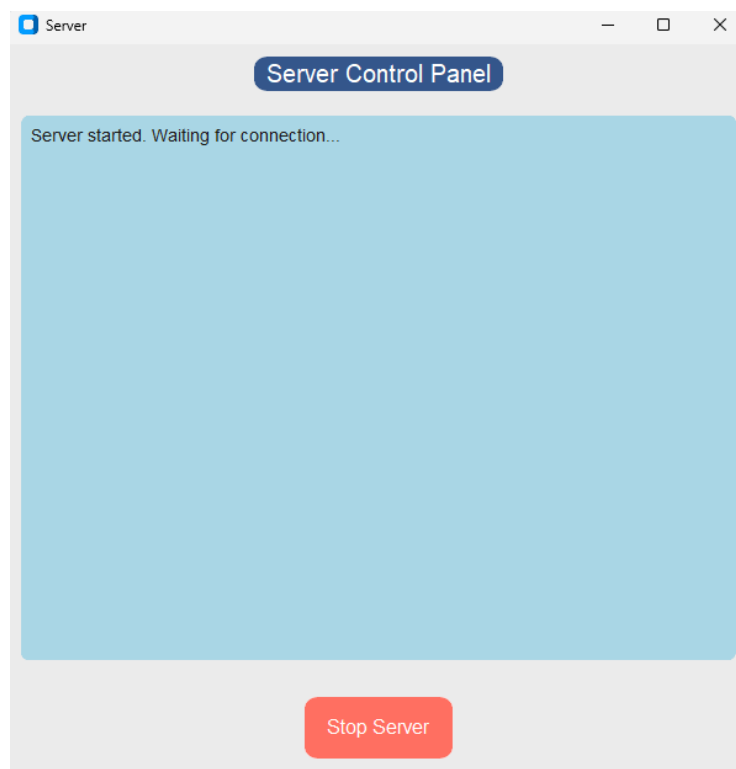 Server
Server Control Panel
Server started. Waiting for connection...
Stop Server